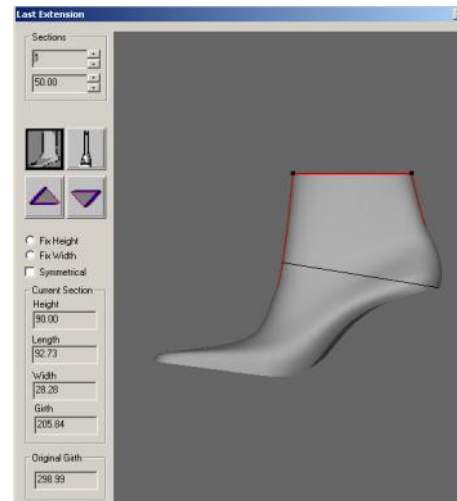 Last Extension
Sections
1
50.00
Fix Height
Fix Width
Symmetrical
Current Section
Height
90.00
Length
92.73
Width
28.28
Girth
205.84
Original Girth
298.99